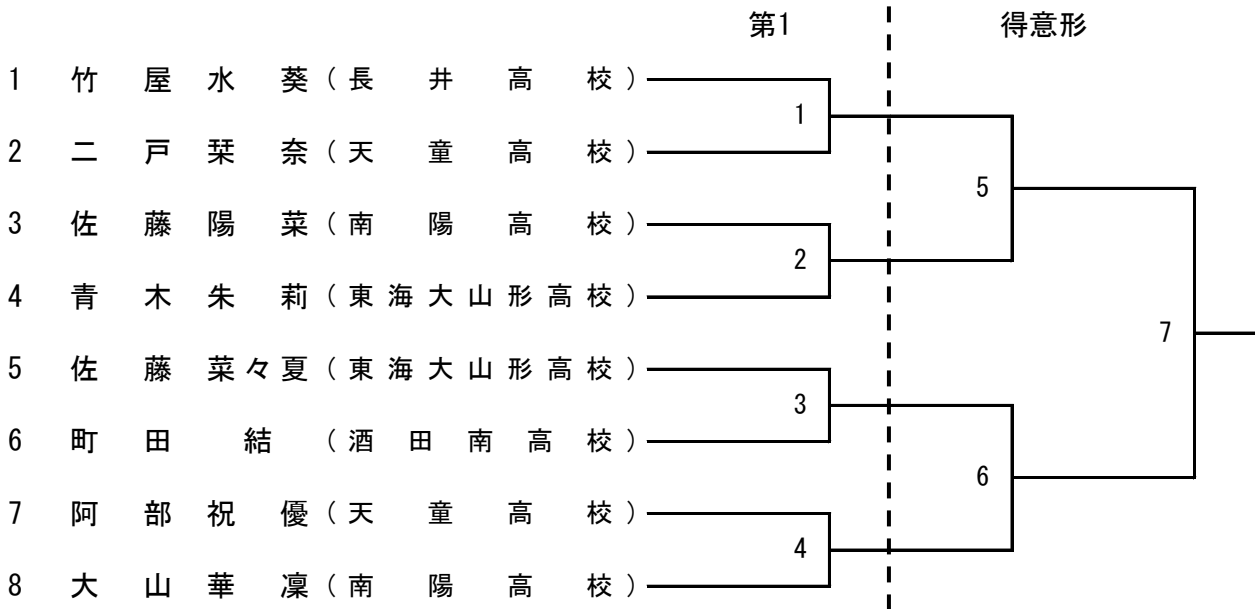 第1 得意形
1 竹屋水葵（長井高校）
1
2 二戸栞奈（天童高校）
5
3 佐藤陽菜（南陽高校）
2
4 青木朱莉（東海大山形高校）
7
5 佐藤菜々夏（東海大山形高校）
3
6 町田結（酒田南高校）
6
7 阿部祝優（天童高校）
4
8 大山華凜（南陽高校）